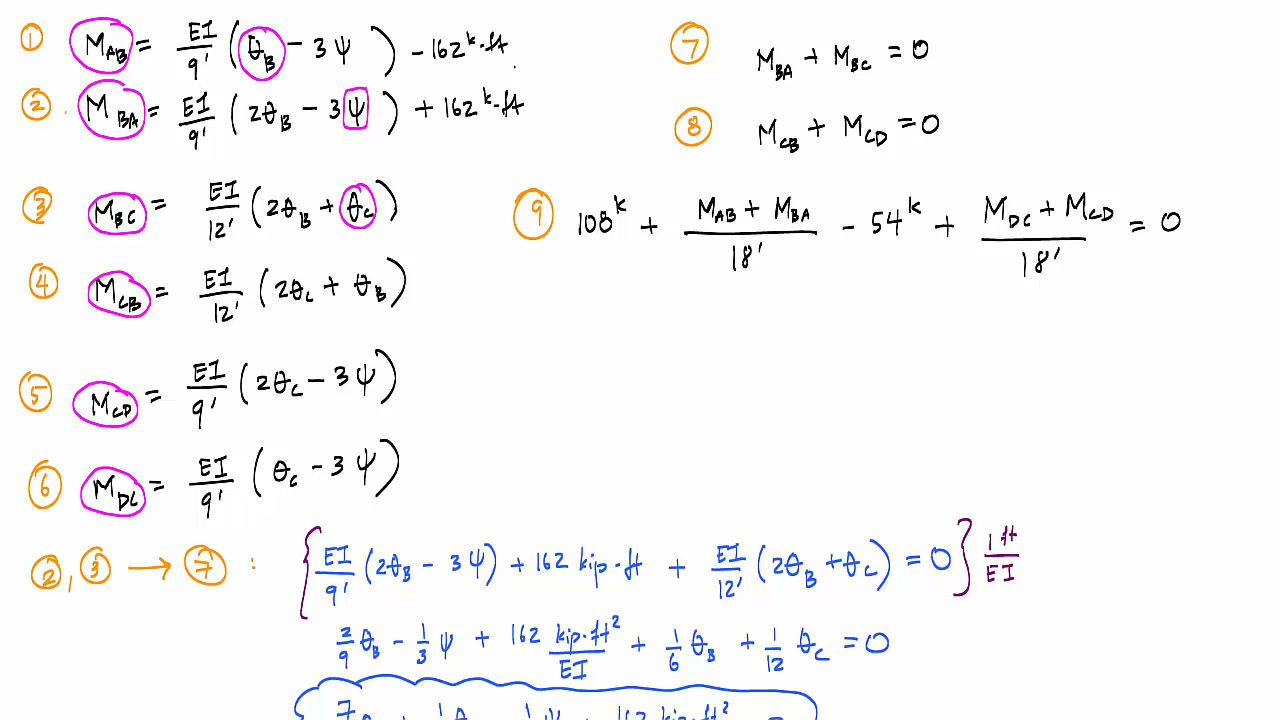 ① M_AB = EI/9' (θ_B − 3ψ) − 162 k·ft
② M_BA = EI/9' (2θ_B − 3ψ) + 162 k·ft
③ M_BC = EI/12' (2θ_B + θ_C)
④ M_CB = EI/12' (2θ_C + θ_B)
⑤ M_CD = EI/9' (2θ_C − 3ψ)
⑥ M_DC = EI/9' (θ_C − 3ψ)
⑦ M_BA + M_BC = 0
⑧ M_CB + M_CD = 0
⑨ 108^k + (M_AB + M_BA)/18' − 54^k + (M_DC + M_CD)/18' = 0
②, ③ → ⑦ : {EI/9' (2θ_B − 3ψ) + 162 kip·ft + EI/12' (2θ_B + θ_C) = 0} 1 ft/EI
2/9 θ_B − 1/3 ψ + 162 kip·ft²/EI + 1/6 θ_B + 1/12 θ_C = 0